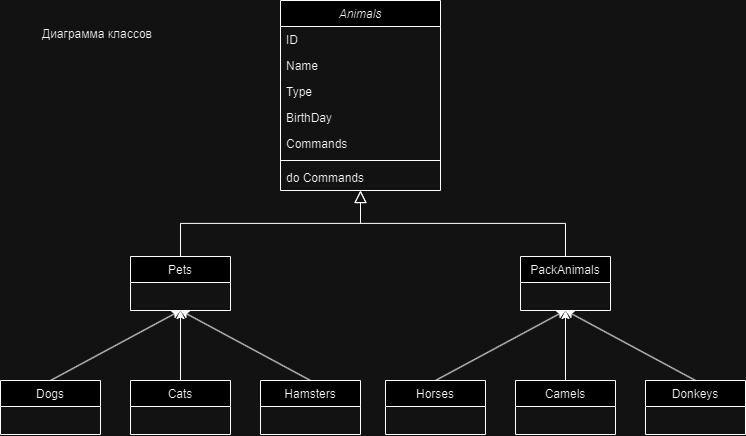 Диаграмма классов
Animals
ID
Name
Type
BirthDay
Commands
do Commands
Pets
PackAnimals
Dogs
Cats
Hamsters
Horses
Camels
Donkeys